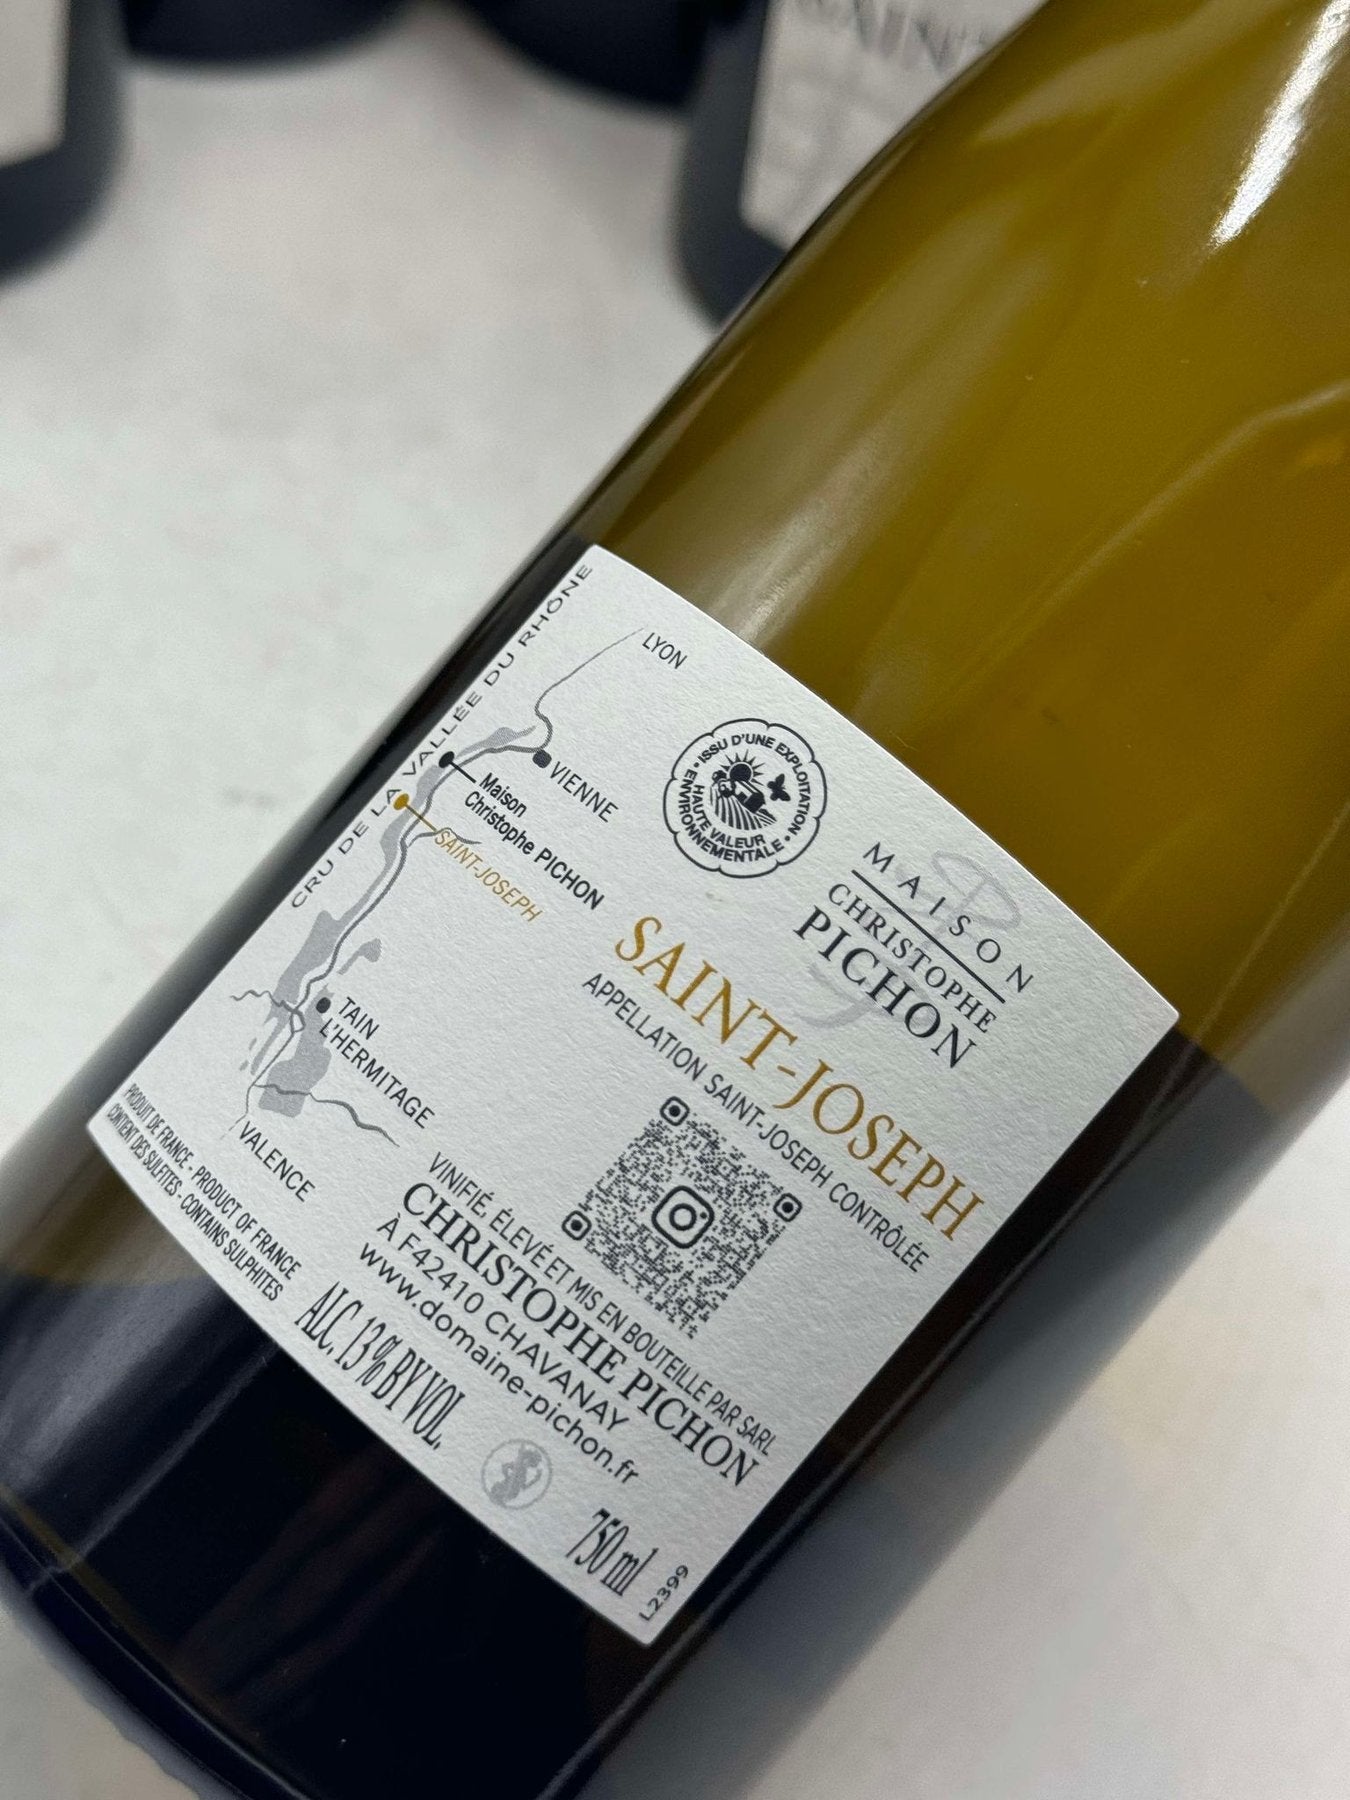 SAINT
CRU DE LA VALLÉE DU RHÔNE
LYON
VIENNE
Maison
Christophe PICHON
SAINT-JOSEPH
TAIN
L'HERMITAGE
VALENCE
ISSU D'UNE EXPLOITATION
HAUTE VALEUR
ENVIRONNEMENTALE
MAISON
CHRISTOPHE
PICHON
SAINT-JOSEPH
APPELLATION SAINT-JOSEPH CONTRÔLÉE
VINIFIÉ, ÉLEVÉ ET MIS EN BOUTEILLE PAR SARL
CHRISTOPHE PICHON
À F42410 CHAVANAY
www.domaine-pichon.fr
PRODUIT DE FRANCE - PRODUCT OF FRANCE
CONTIENT DES SULFITES - CONTAINS SULPHITES
ALC. 13% BY VOL.
750 ml
L2399